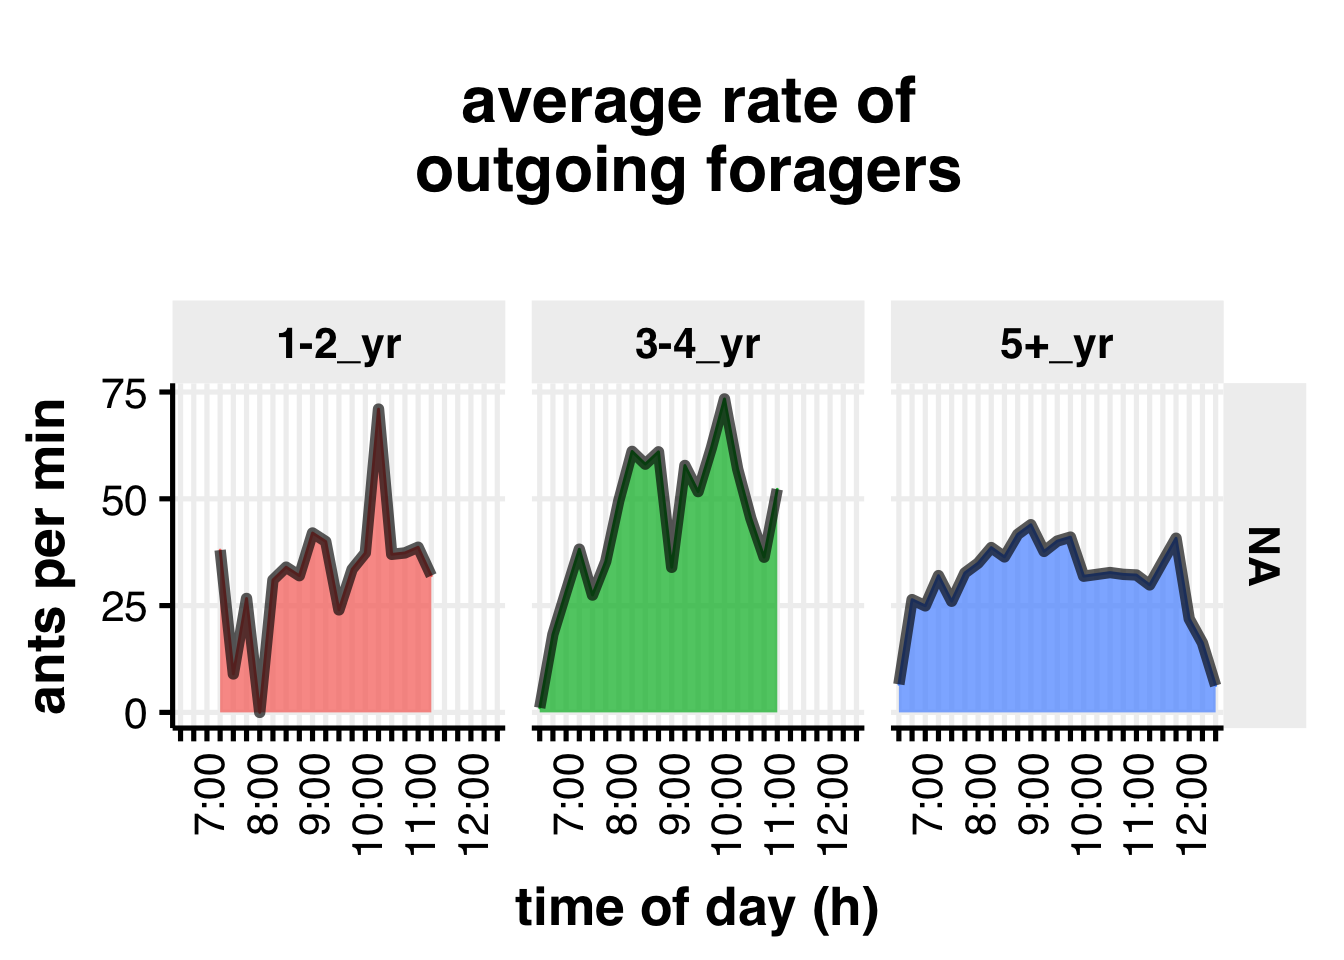 average rate of
outgoing foragers
1-2_yr
3-4_yr
5+_yr
ants per min
75
50
25
0
NA
7:00 8:00 9:00 10:00 11:00 12:00
7:00 8:00 9:00 10:00 11:00 12:00
7:00 8:00 9:00 10:00 11:00 12:00
time of day (h)